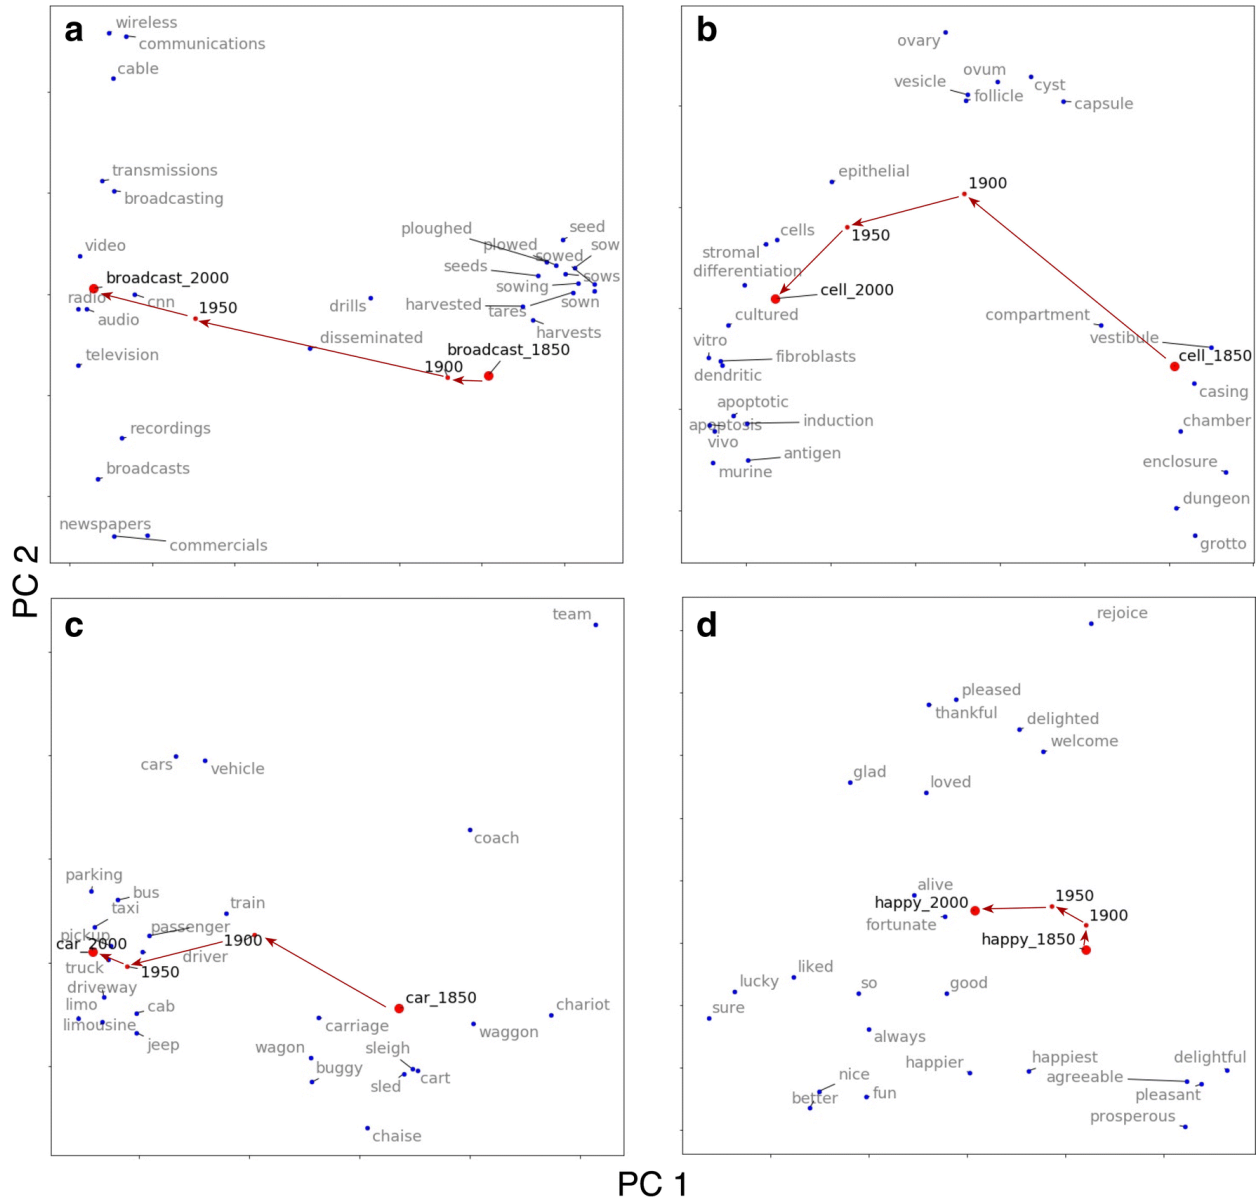 a
wireless
communications
cable
transmissions
broadcasting
video
broadcast_2000
radio
cnn
1950
audio
television
recordings
broadcasts
newspapers
commercials
ploughed
seed
plowed
sowed
sow
seeds
sows
sowing
drills
harvested
tares
sown
harvests
disseminated
broadcast_1850
1900
b
ovary
ovum
vesicle
cyst
follicle
capsule
epithelial
1900
cells
1950
stromal
differentiation
cell_2000
cultured
compartment
vestibule
vitro
fibroblasts
cell_1850
dendritic
casing
apoptotic
induction
chamber
apoptosis
vivo
antigen
enclosure
murine
dungeon
grotto
c
team
cars
vehicle
coach
parking
bus
taxi
train
pickup
passenger
car_2000
1900
driver
truck
1950
driveway
limo
cab
car_1850
chariot
limousine
carriage
waggon
jeep
wagon
sleigh
buggy
sled
cart
chaise
d
rejoice
pleased
thankful
delighted
welcome
glad
loved
alive
happy_2000
1950
1900
fortunate
happy_1850
liked
lucky
so
good
sure
always
happier
happiest
delightful
agreeable
nice
pleasant
better
fun
prosperous
PC 2
PC 1